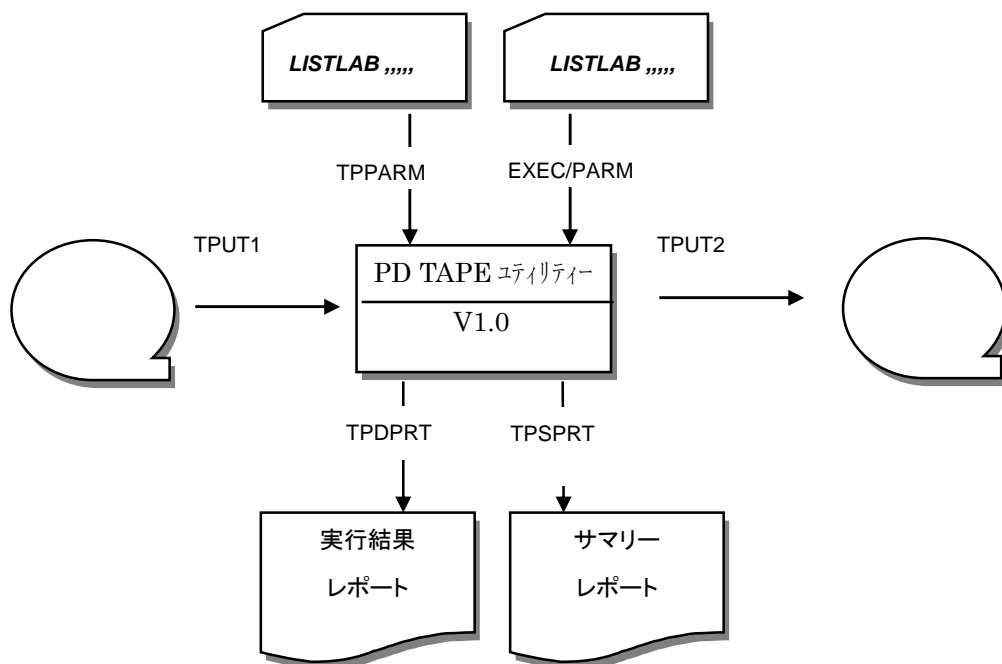 LISTLAB ,,,,,
LISTLAB ,,,,,
TPPARM
EXEC/PARM
TPUT1
TPUT2
PD TAPE ユティリティー
V1.0
TPDPRT
TPSPRT
実行結果
レポート
サマリー
レポート